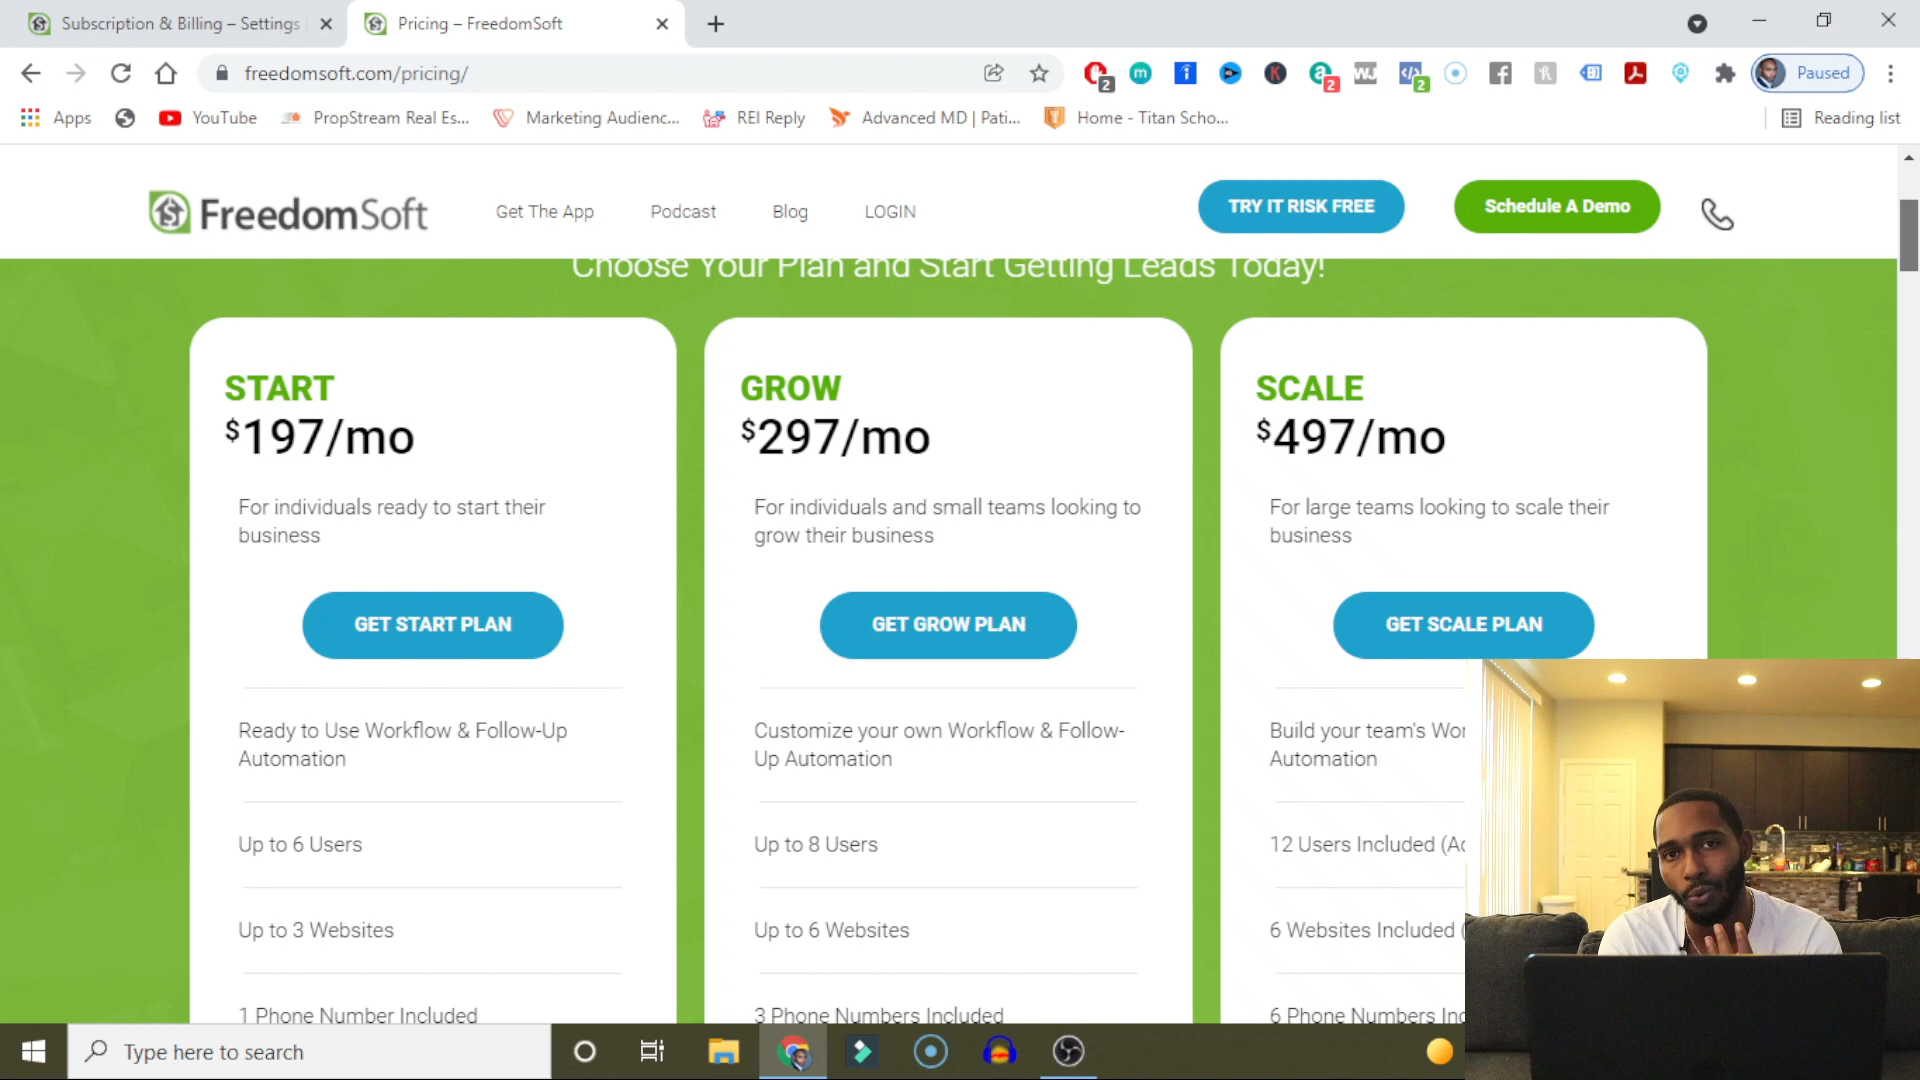 Subscription & Billing – Settings
Pricing – FreedomSoft
freedomsoft.com/pricing/
Paused
Apps
YouTube
PropStream Real Es...
Marketing Audienc...
REI Reply
Advanced MD | Pati...
Home - Titan Scho...
Reading list
FreedomSoft
Get The App
Podcast
Blog
LOGIN
TRY IT RISK FREE
Schedule A Demo
Choose Your Plan and Start Getting Leads Today!
START
$197/mo
For individuals ready to start their
business
GET START PLAN
Ready to Use Workflow & Follow-Up
Automation
Up to 6 Users
Up to 3 Websites
1 Phone Number Included
GROW
$297/mo
For individuals and small teams looking to
grow their business
GET GROW PLAN
Customize your own Workflow & Follow-
Up Automation
Up to 8 Users
Up to 6 Websites
3 Phone Numbers Included
SCALE
$497/mo
For large teams looking to scale their
business
GET SCALE PLAN
Build your team's
Automation
12 Users Included
6 Websites Included
6 Phone Numbers
Type here to search